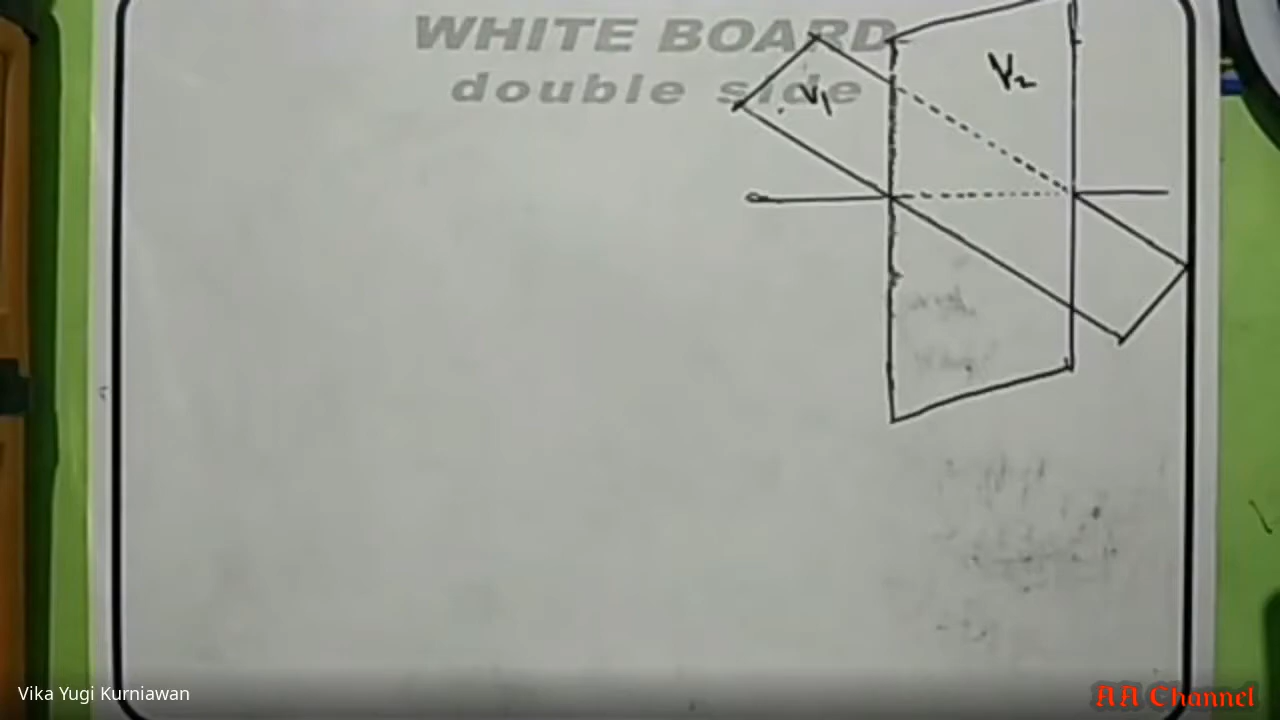 WHITE BOARD
double side
V1
V2
Vika Yugi Kurniawan
AA Channel